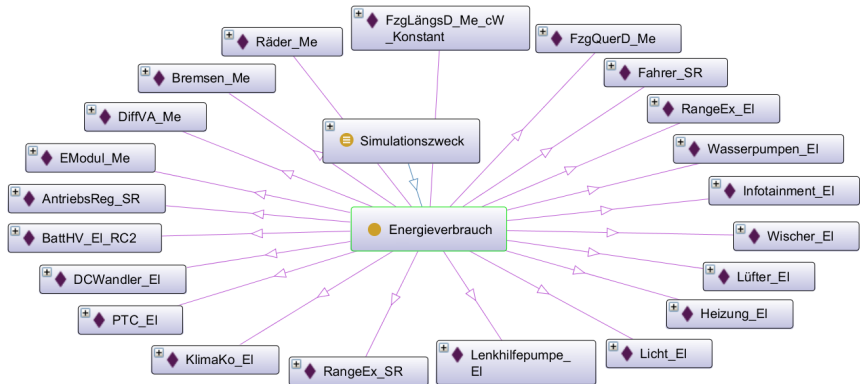 FzgLängsD_Me_cW
_Konstant
Räder_Me
FzgQuerD_Me
Bremsen_Me
Fahrer_SR
DiffVA_Me
RangeEx_El
Simulationszweck
EModul_Me
Wasserpumpen_El
AntriebsReg_SR
Infotainment_El
BattHV_El_RC2
Energieverbrauch
Wischer_El
DCWandler_El
Lüfter_El
PTC_El
Heizung_El
KlimaKo_El
RangeEx_SR
Lenkhilfepumpe_
El
Licht_El